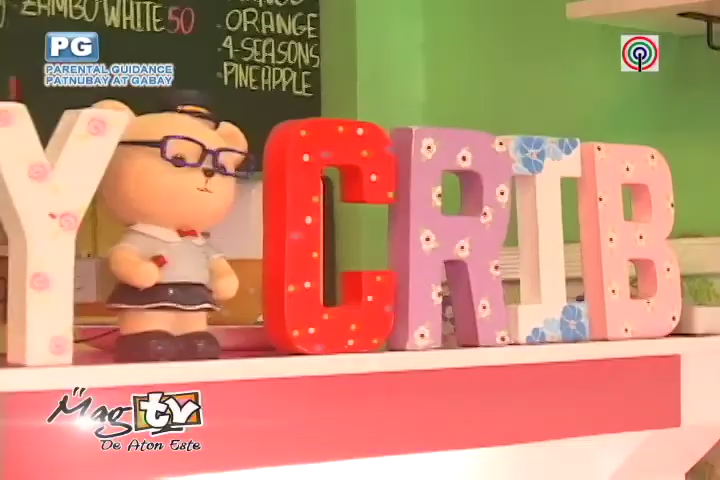 ZAMBO WHITE 50
ORANGE
4-SEASONS
PINEAPPLE
PG
PARENTAL GUIDANCE
PATNUBAY AT GABAY
Y CRIB
Mag tv
De Aton Este